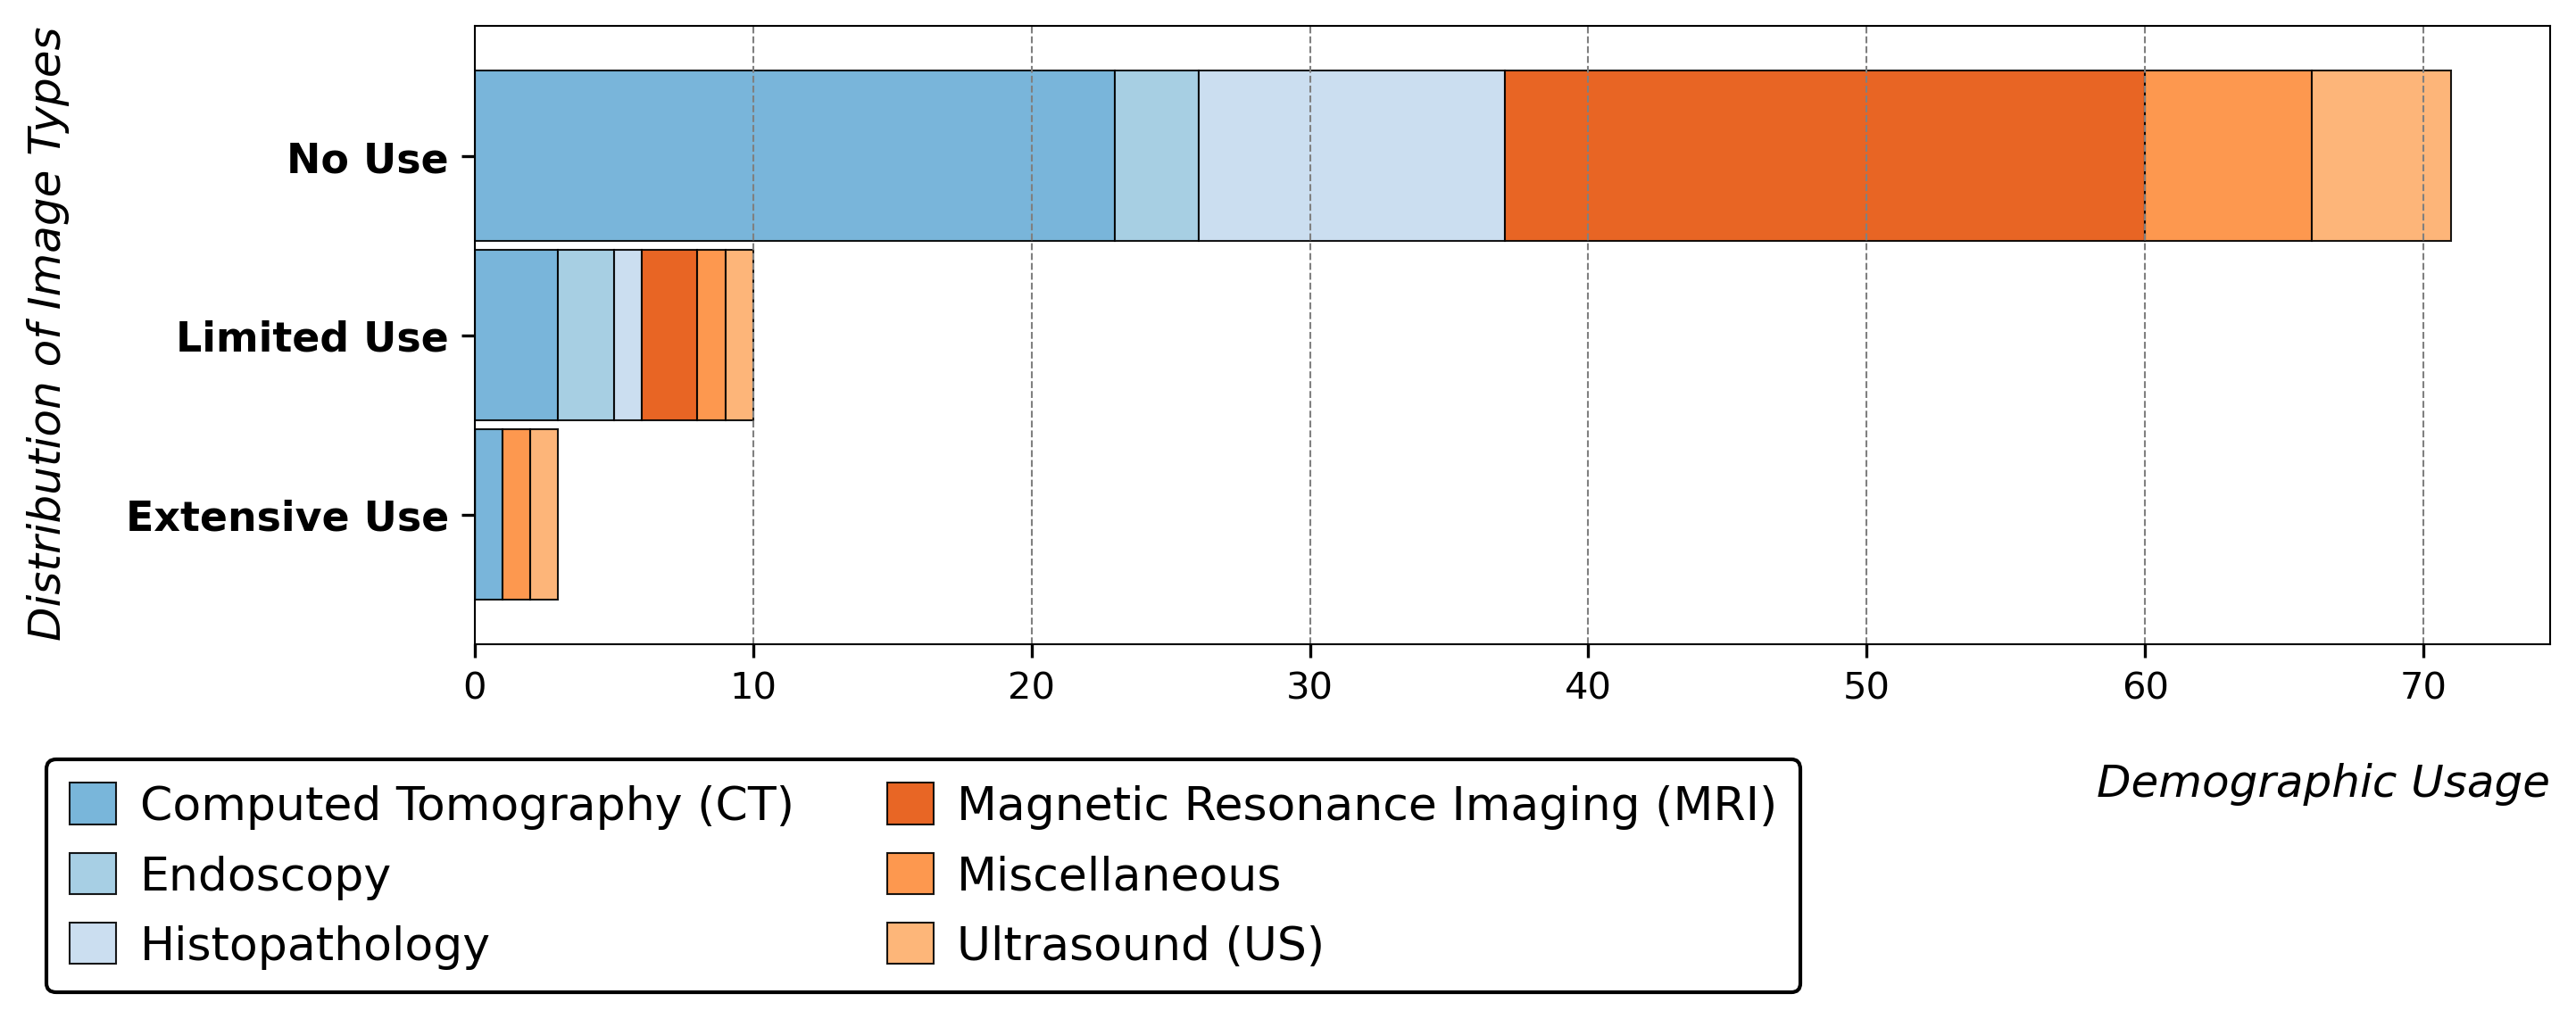 Distribution of Image Types
No Use
Limited Use
Extensive Use
0 10 20 30 40 50 60 70
Demographic Usage
Computed Tomography (CT)
Endoscopy
Histopathology
Magnetic Resonance Imaging (MRI)
Miscellaneous
Ultrasound (US)